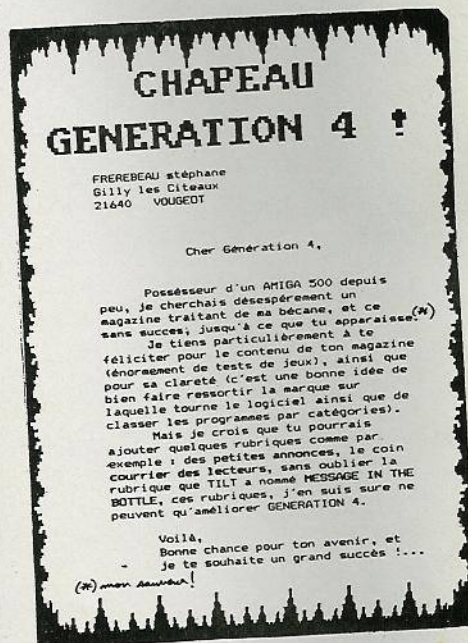 CHAPEAU
GENERATION 4 !
FREREBEAU stéphane
Gilly les Citeaux
21640 VOUGEOT
Cher Génération 4,
Possésseur d'un AMIGA 500 depuis
peu, je cherchais désespérement un
magazine traitant de ma bécane, et ce
sans succes, jusqu'à ce que tu apparaisse.(*)
Je tiens particulièrement à te
féliciter pour le contenu de ton magazine
(énormement de tests de jeux), ainsi que
pour sa clareté (c'est une bonne idée de
bien faire ressortir la marque sur
laquelle tourne le logiciel ainsi que de
classer les programmes par catégories).
Mais je crois que tu pourrais
ajouter quelques rubriques comme par
exemple : des petites annonces, le coin
courrier des lecteurs, sans oublier la
rubrique que TILT a nommé MESSAGE IN THE
BOTTLE, ces rubriques, j'en suis sure ne
peuvent qu'améliorer GENERATION 4.
Voilà,
Bonne chance pour ton avenir, et
je te souhaite un grand succès !...
(*) mon sauveur !